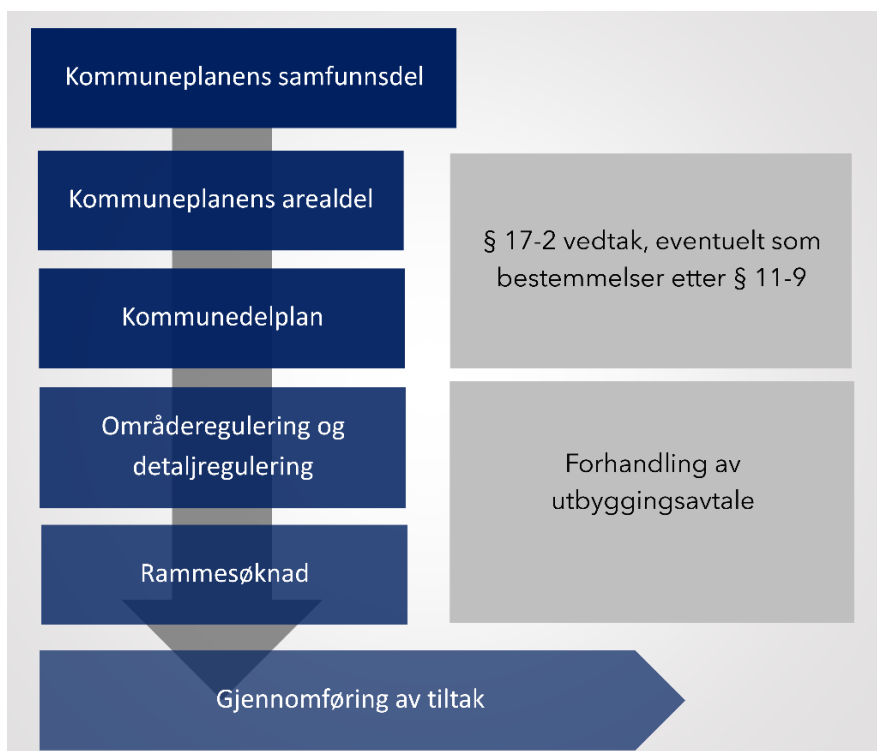 Kommuneplanens samfunnsdel
Kommuneplanens arealdel
Kommunedelplan
§ 17-2 vedtak, eventuelt som
bestemmelser etter § 11-9
Områderegulering og
detaljregulering
Rammesøknad
Forhandling av
utbyggingsavtale
Gjennomføring av tiltak